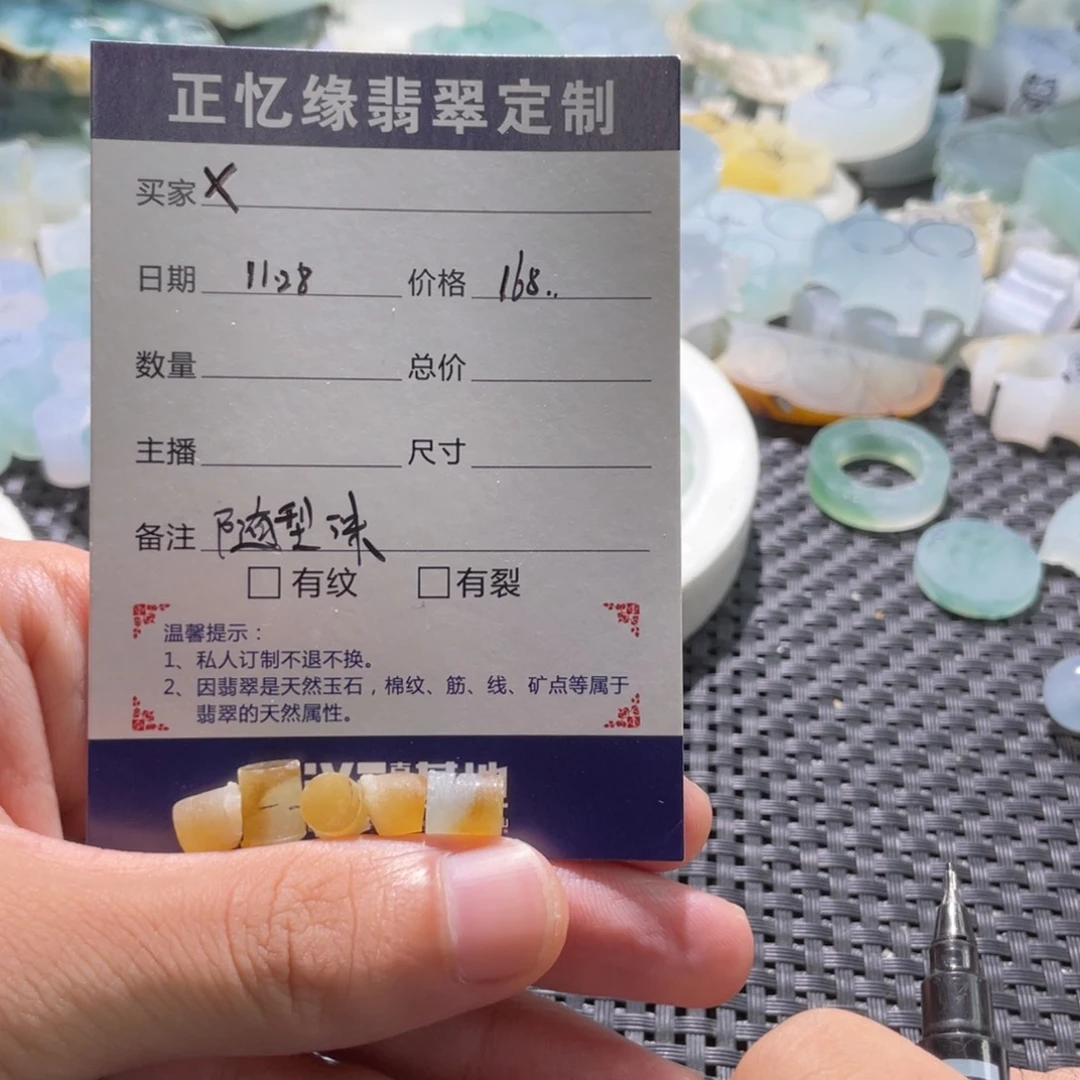 正忆缘翡翠定制
买家 X
日期 11.28 价格 168..
数量 总价
主播 尺寸
备注 随型珠
有纹 有裂
温馨提示：
1、私人订制不退不换。
2、因翡翠是天然玉石，棉纹、筋、线、矿点等属于
翡翠的天然属性。